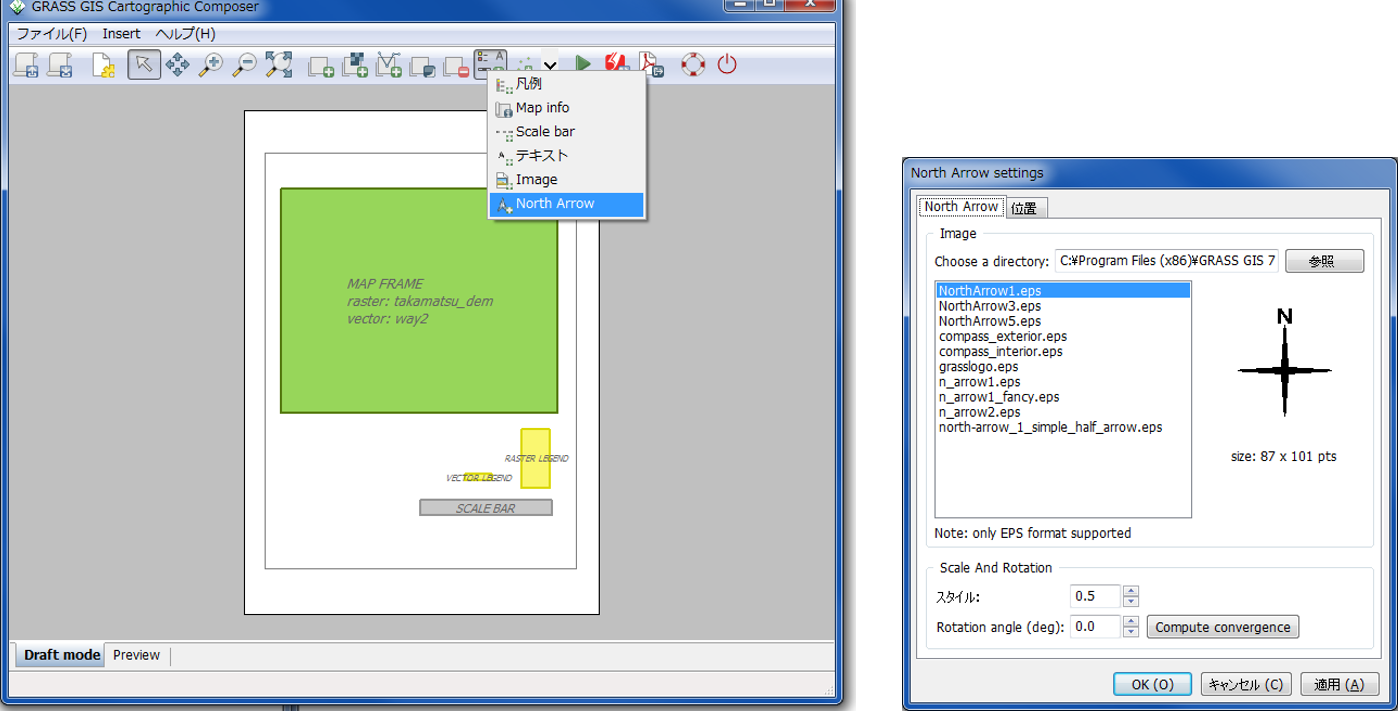 GRASS GIS Cartographic Composer
ファイル(F) Insert ヘルプ(H)
凡例
Map info
Scale bar
テキスト
Image
North Arrow
MAP FRAME
raster: takamatsu_dem
vector: way2
RASTER LEGEND
VECTOR LEGEND
SCALE BAR
Draft mode Preview
North Arrow settings
North Arrow 位置
Image
Choose a directory: C:¥Program Files (x86)¥GRASS GIS 7 参照
NorthArrow1.eps
NorthArrow3.eps
NorthArrow5.eps
compass_exterior.eps
compass_interior.eps
grasslogo.eps
n_arrow1.eps
n_arrow1_fancy.eps
n_arrow2.eps
north-arrow_1_simple_half_arrow.eps
N
size: 87 x 101 pts
Note: only EPS format supported
Scale And Rotation
スタイル: 0.5
Rotation angle (deg): 0.0 Compute convergence
OK (O) キャンセル (C) 適用 (A)